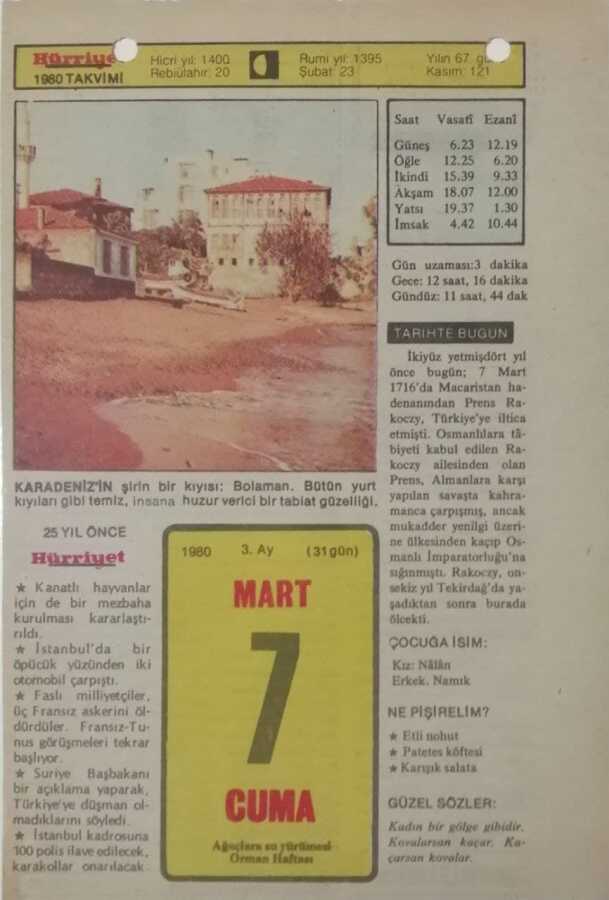 Hürriyet
1980 TAKVİMİ
Hicri yıl: 1400
Rebiülahır: 20
Rumi yıl: 1395
Şubat: 23
Yılın 67.
Kasım: 121
Saat Vasatî Ezanî
Güneş 6.23 12.19
Öğle 12.25 6.20
İkindi 15.39 9.33
Akşam 18.07 12.00
Yatsı 19.37 1.30
İmsak 4.42 10.44
Gün uzaması:3 dakika
Gece: 12 saat, 16 dakika
Gündüz: 11 saat, 44 dak
TARIHTE BUGUN
İkiyüz yetmişdört yıl
önce bugün; 7 Mart
1716'da Macaristan ha-
denanından Prens Ra-
koczy, Türkiye'ye iltica
etmişti. Osmanlılara tâ-
biyeti kabul edilen Ra-
koczy ailesinden olan
Prens, Almanlara karşı
yapılan savaşta kahra-
manca çarpışmış, ancak
mukadder yenilgi üzeri-
ne ülkesinden kaçıp Os-
manlı İmparatorluğu'na
sığınmıştı. Rakoczy, on-
sekiz yıl Tekirdağ'da ya-
şadıktan sonra burada
ölcekti.
ÇOCUĞA İSİM:
Kız: Nâlân
Erkek. Namık
NE PİŞİRELİM?
★ Etli nohut
★ Patetes köftesi
★ Karışık salata
GÜZEL SÖZLER:
Kadın bir gölge gibidir.
Kovalarsan kaçar. Ka-
çarsan kovalar.
KARADENİZ'İN şirin bir kıyısı: Bolaman. Bütün yurt
kıyıları gibi temiz, insana huzur verici bir tabiat güzelliği.
25 YIL ÖNCE
Hürriyet
★ Kanatlı hayvanlar
için de bir mezbaha
kurulması kararlaştı-
rıldı.
★ İstanbul'da bir
öpücük yüzünden iki
otomobil çarpıştı.
★ Faslı milliyetçiler,
üç Fransız askerini öl-
dürdüler. Fransız-Tu-
nus görüşmeleri tekrar
başlıyor.
★ Suriye Başbakanı
bir açıklama yaparak,
Türkiye'ye düşman ol-
madıklarını söyledi.
★ İstanbul kadrosuna
100 polis ilave edilecek,
karakollar onarılacak.
1980 3. Ay (31 gün)
MART
7
CUMA
Ağaçlara su yürümesi
Orman Haftası